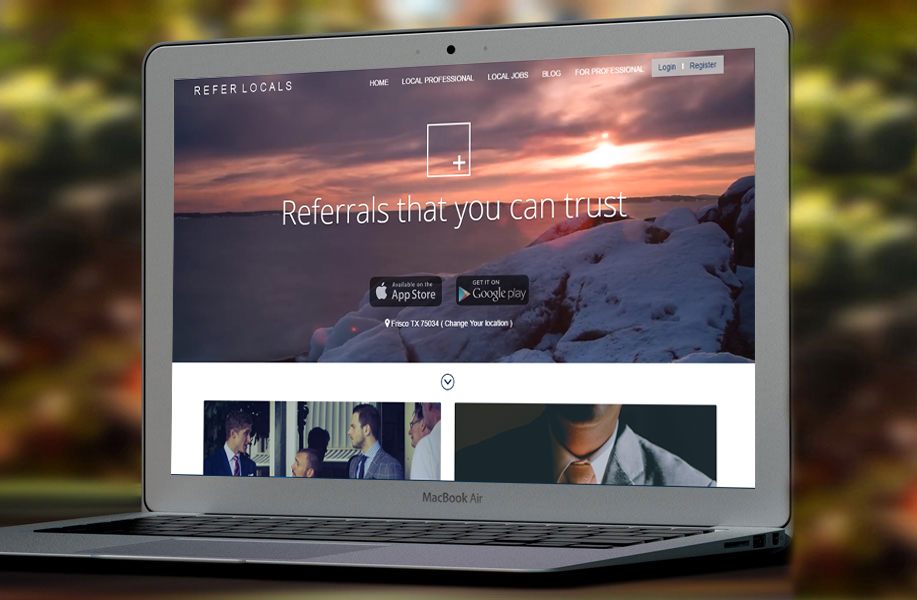 REFER LOCALS
HOME LOCAL PROFESSIONAL LOCAL JOBS BLOG FOR PROFESSIONAL Login | Register
Referrals that you can trust
Available on the
App Store
GET IT ON
Google play
Frisco TX 75034 ( Change Your location )
MacBook Air